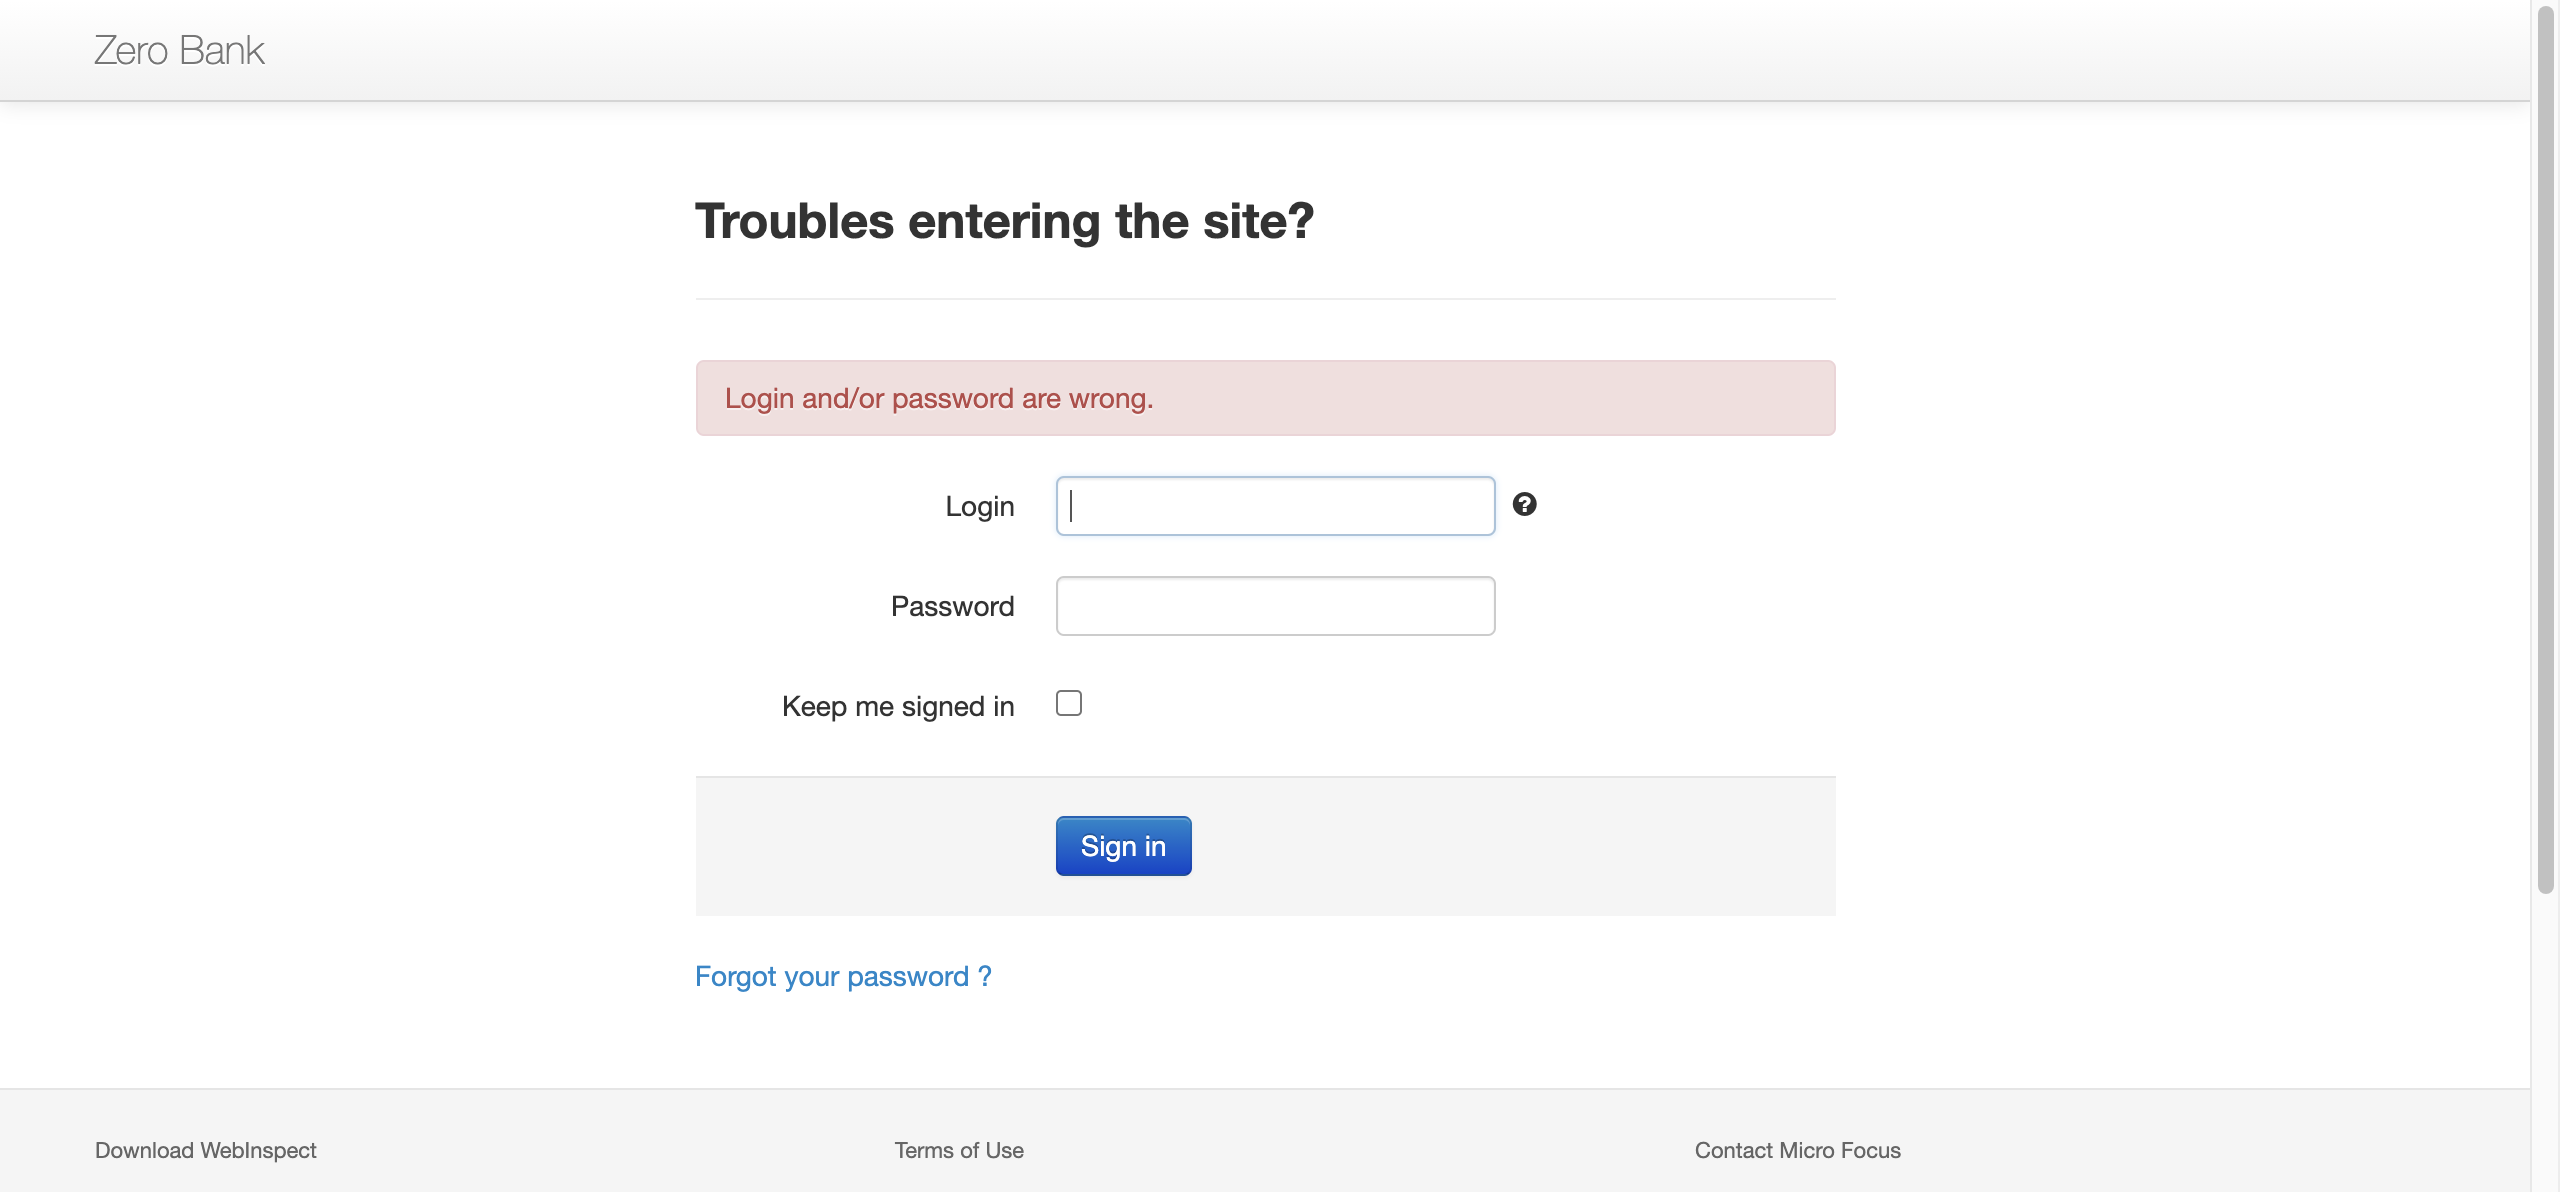 Zero Bank
Troubles entering the site?
Login and/or password are wrong.
Login
Password
Keep me signed in
Sign in
Forgot your password ?
Download WebInspect
Terms of Use
Contact Micro Focus